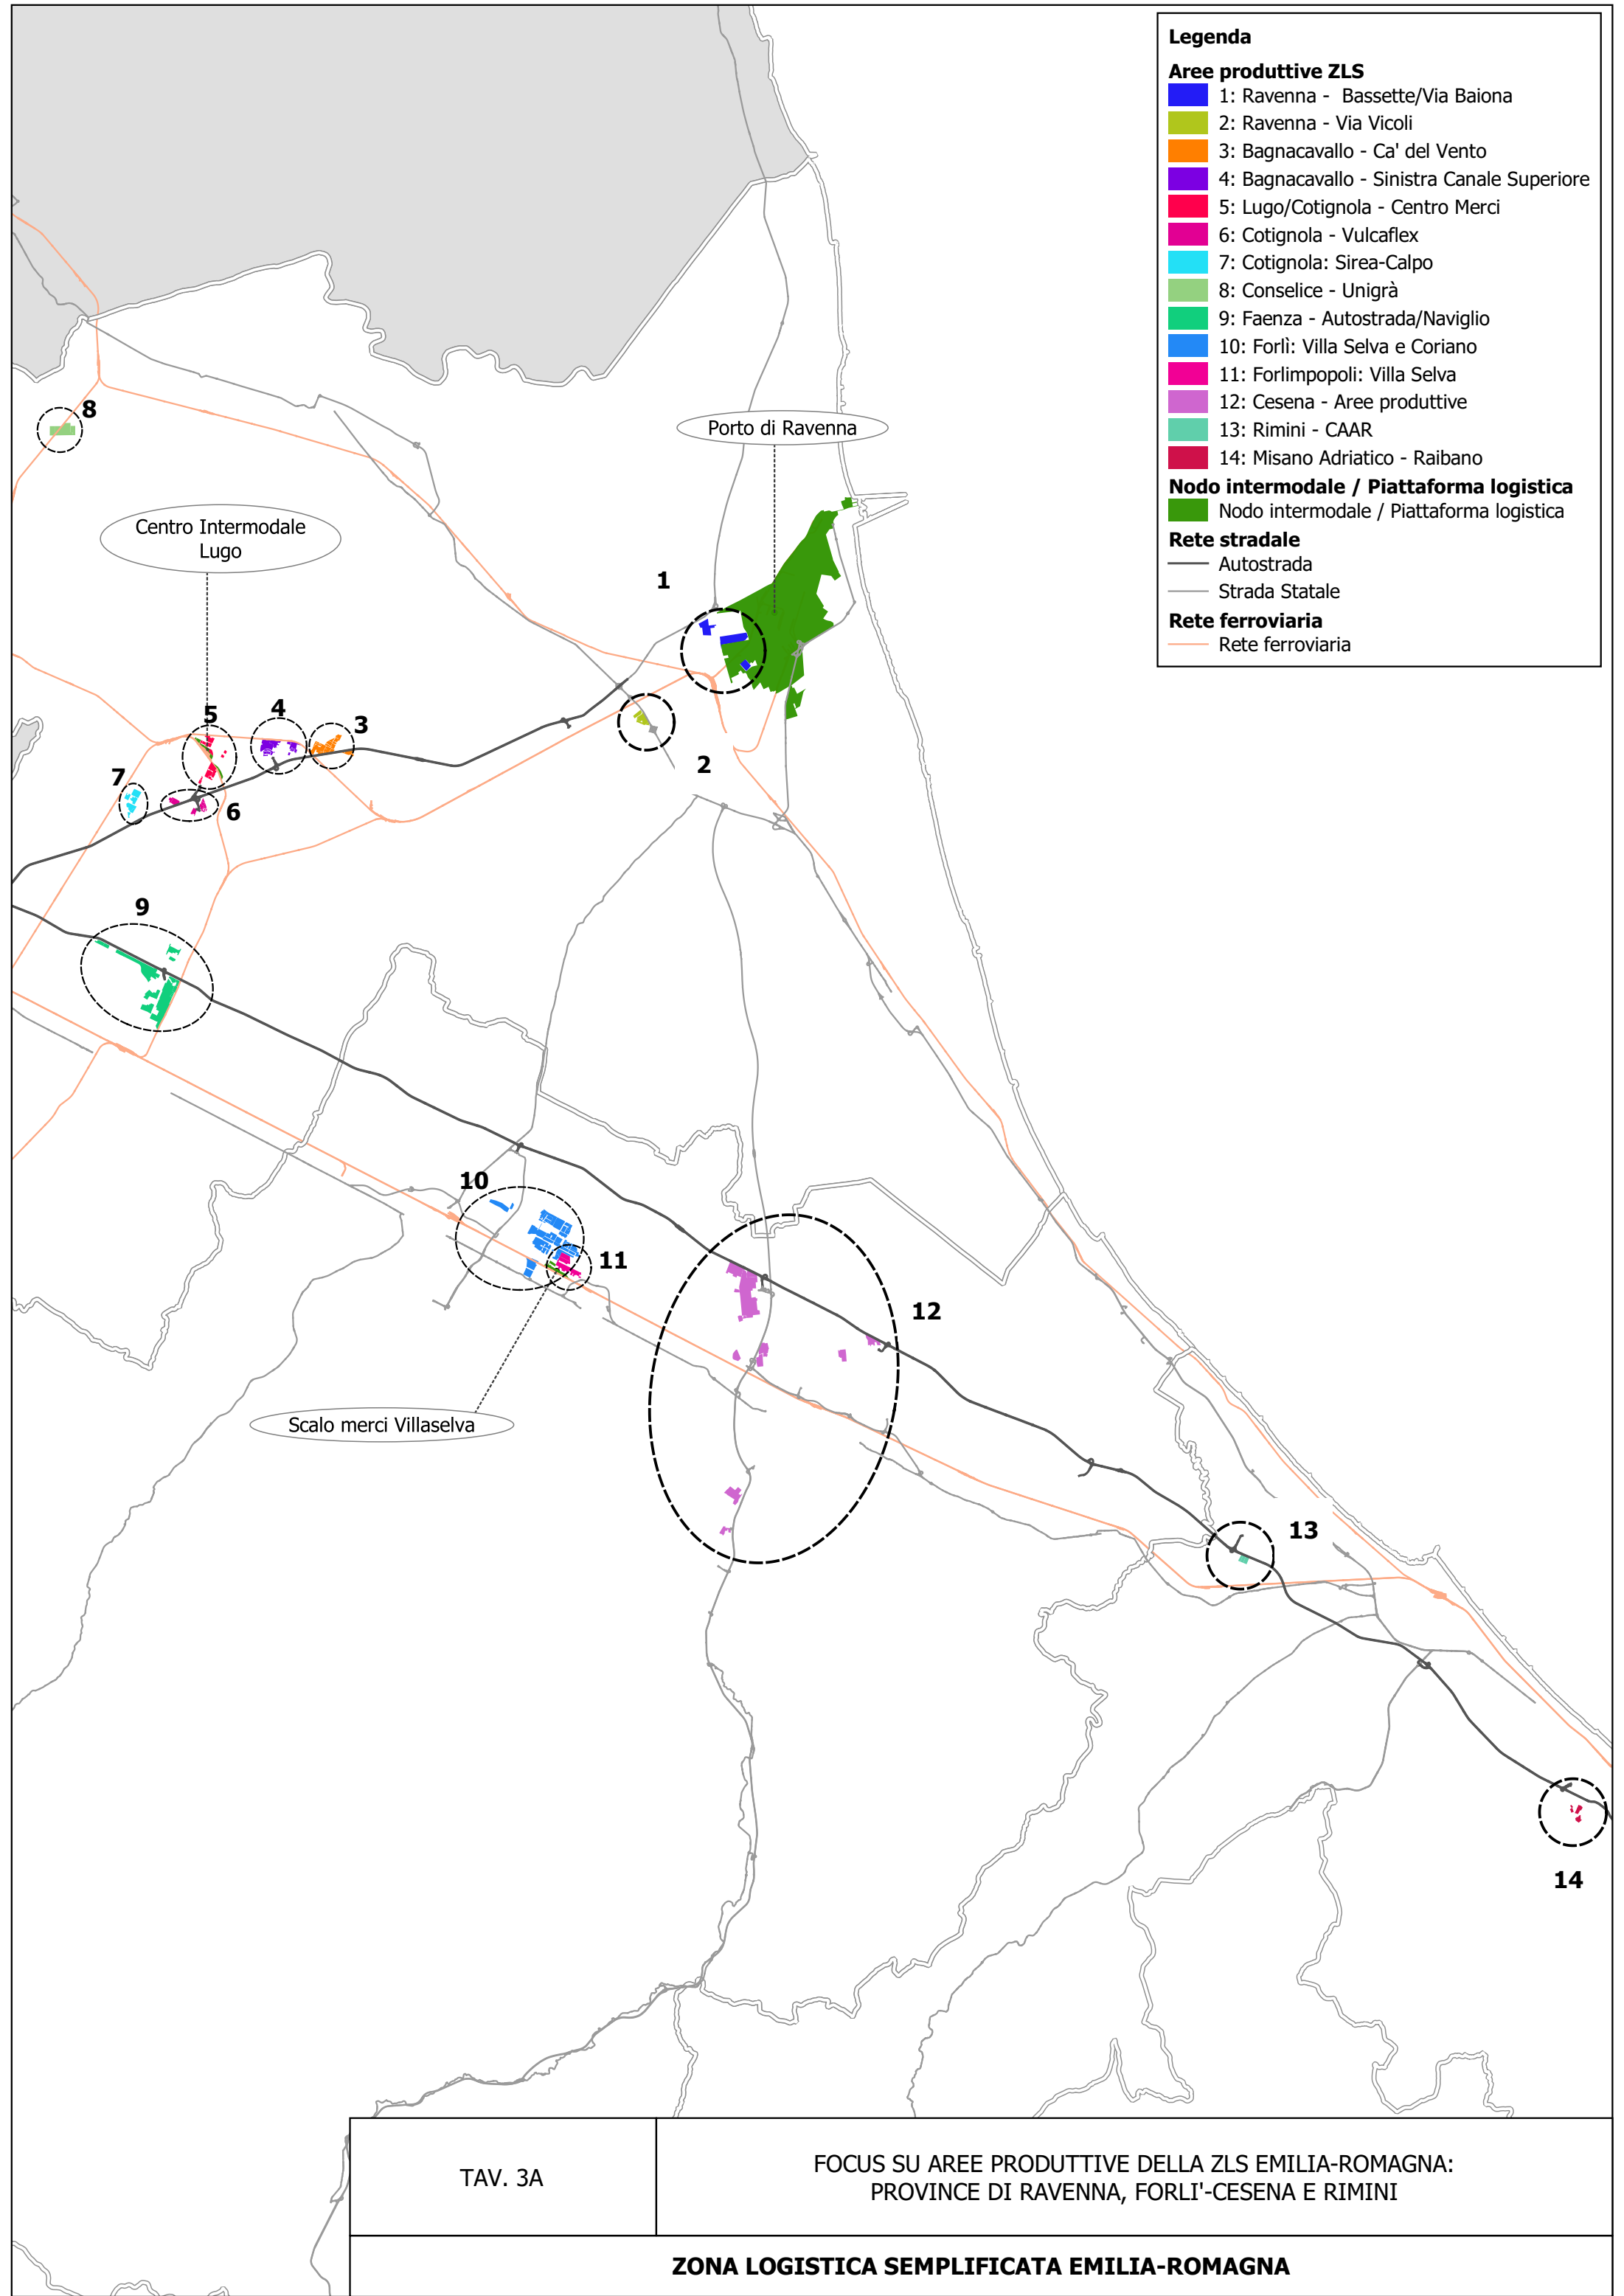 Legenda
Aree produttive ZLS
1: Ravenna -  Bassette/Via Baiona
2: Ravenna - Via Vicoli
3: Bagnacavallo - Ca' del Vento
4: Bagnacavallo - Sinistra Canale Superiore
5: Lugo/Cotignola - Centro Merci
6: Cotignola - Vulcaflex
7: Cotignola: Sirea-Calpo
8: Conselice - Unigrà
9: Faenza - Autostrada/Naviglio
10: Forlì: Villa Selva e Coriano
11: Forlimpopoli: Villa Selva
12: Cesena - Aree produttive
13: Rimini - CAAR
14: Misano Adriatico - Raibano
Nodo intermodale / Piattaforma logistica
Nodo intermodale / Piattaforma logistica
Rete stradale
Autostrada
Strada Statale
Rete ferroviaria
Rete ferroviaria
8
Porto di Ravenna
Centro Intermodale
Lugo
1
5
4
3
2
7
6
9
10
11
12
Scalo merci Villaselva
13
14
TAV. 3A
FOCUS SU AREE PRODUTTIVE DELLA ZLS EMILIA-ROMAGNA:
PROVINCE DI RAVENNA, FORLI'-CESENA E RIMINI
ZONA LOGISTICA SEMPLIFICATA EMILIA-ROMAGNA